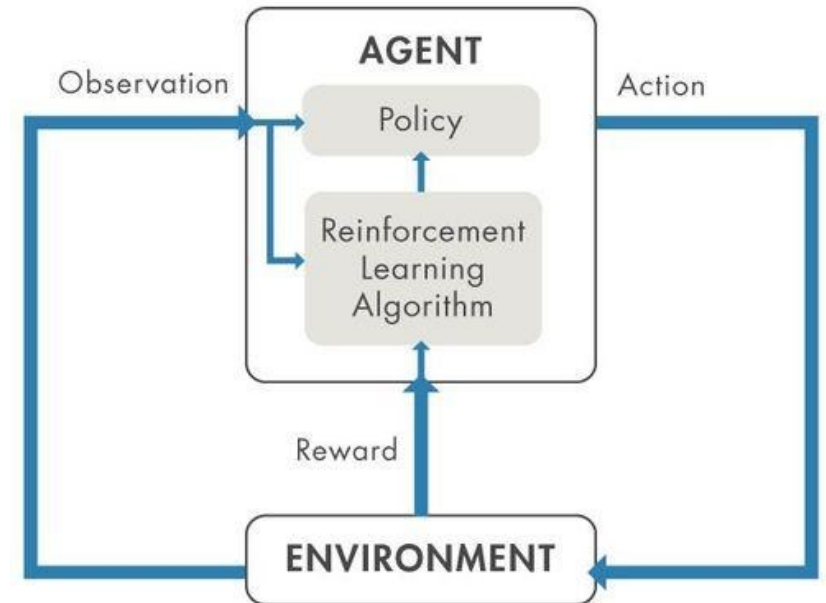 AGENT
Observation
Action
Policy
Reinforcement
Learning
Algorithm
Reward
ENVIRONMENT